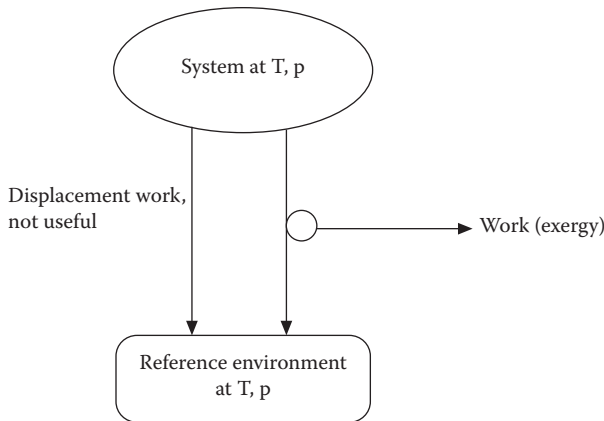 System at T, p
Displacement work,
not useful
Work (exergy)
Reference environment
at T, p